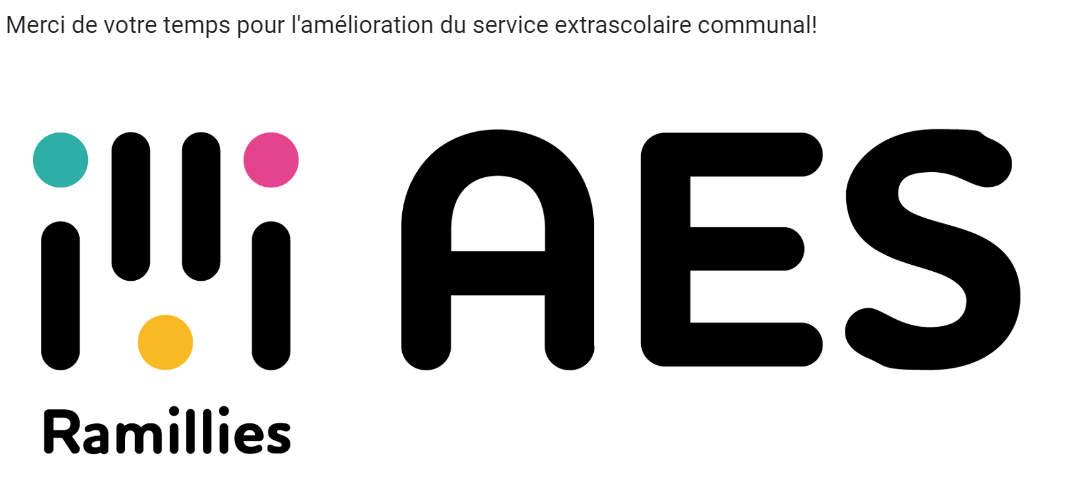 Merci de votre temps pour l'amélioration du service extrascolaire communal!
AES
Ramillies